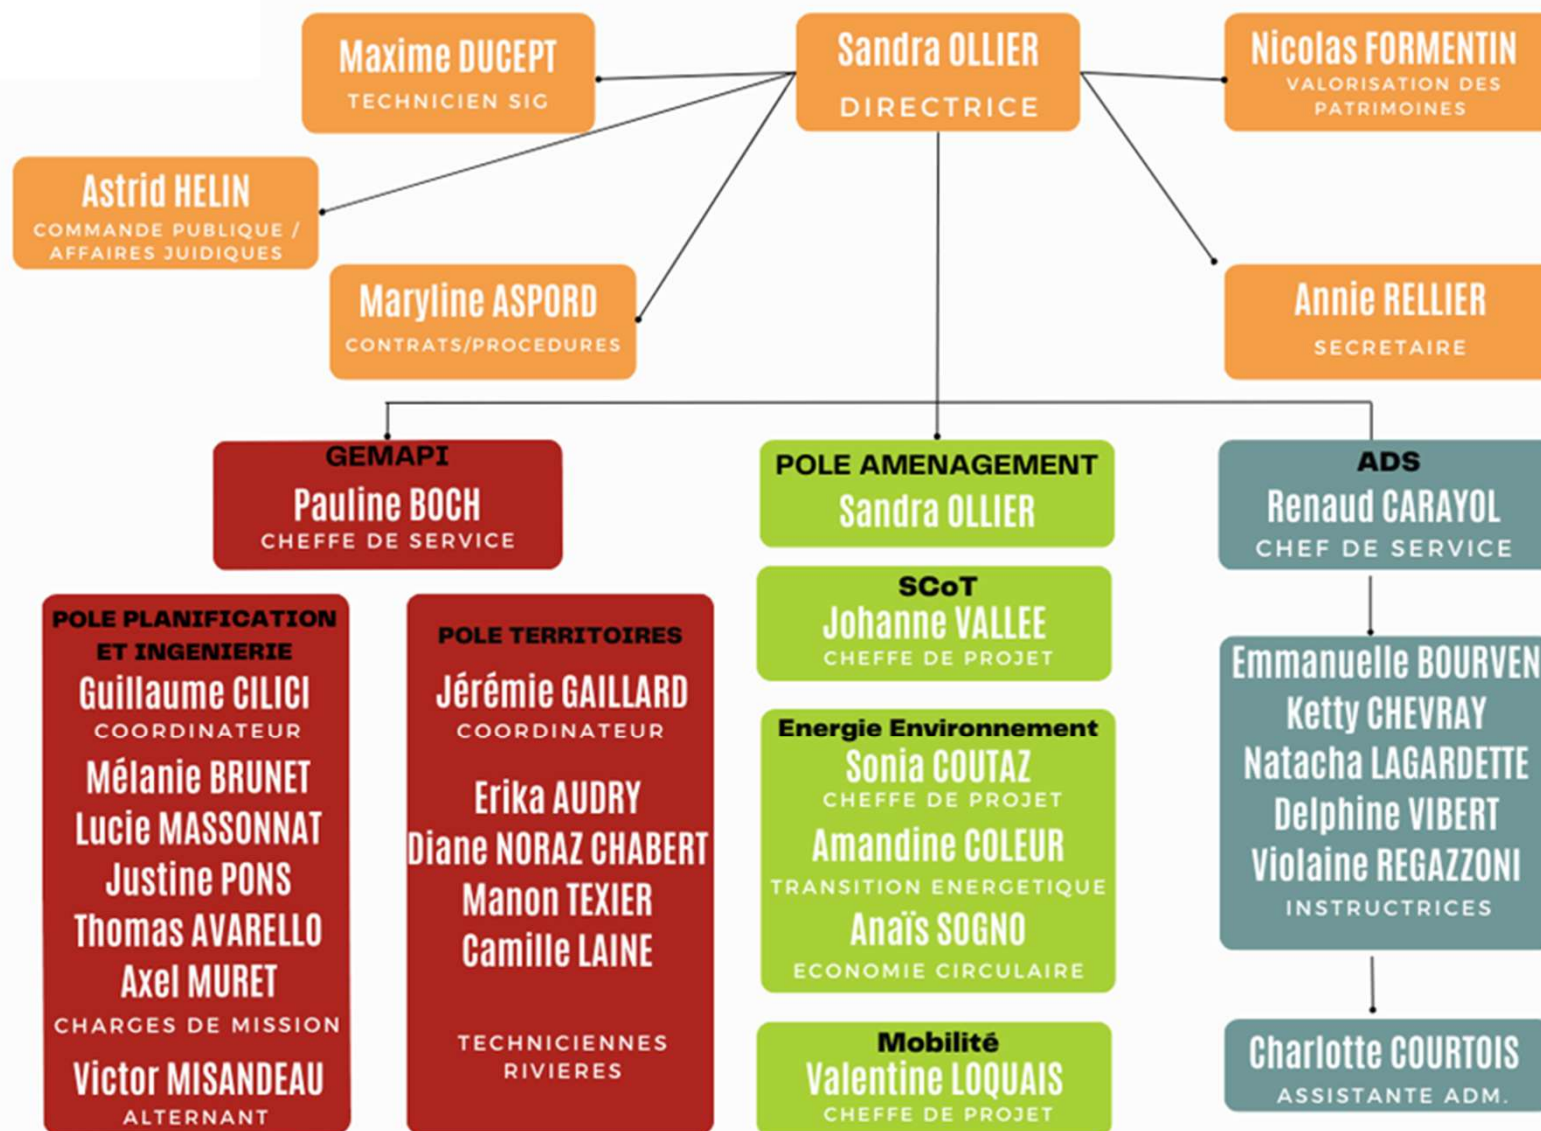 Maxime DUCEPT
TECHNICIEN SIG
Sandra OLLIER
DIRECTRICE
Nicolas FORMENTIN
VALORISATION DES
PATRIMOINES
Astrid HELIN
COMMANDE PUBLIQUE /
AFFAIRES JUIDIQUES
Maryline ASPORD
CONTRATS/PROCEDURES
Annie RELLIER
SECRETAIRE
GEMAPI
Pauline BOCH
CHEFFE DE SERVICE
POLE PLANIFICATION
ET INGENIERIE
Guillaume CILICI
COORDINATEUR
Mélanie BRUNET
Lucie MASSONNAT
Justine PONS
Thomas AVARELLO
Axel MURET
CHARGES DE MISSION
Victor MISANDEAU
ALTERNANT
POLE TERRITOIRES
Jérémie GAILLARD
COORDINATEUR
Erika AUDRY
Diane NORAZ CHABERT
Manon TEXIER
Camille LAINE
TECHNICIENNES
RIVIERES
POLE AMENAGEMENT
Sandra OLLIER
SCoT
Johanne VALLEE
CHEFFE DE PROJET
Energie Environnement
Sonia COUTAZ
CHEFFE DE PROJET
Amandine COLEUR
TRANSITION ENERGETIQUE
Anaïs SOGNO
ECONOMIE CIRCULAIRE
Mobilité
Valentine LOQUAIS
CHEFFE DE PROJET
ADS
Renaud CARAYOL
CHEF DE SERVICE
Emmanuelle BOURVEN
Ketty CHEVRAY
Natacha LAGARDETTE
Delphine VIBERT
Violaine REGAZZONI
INSTRUCTRICES
Charlotte COURTOIS
ASSISTANTE ADM.